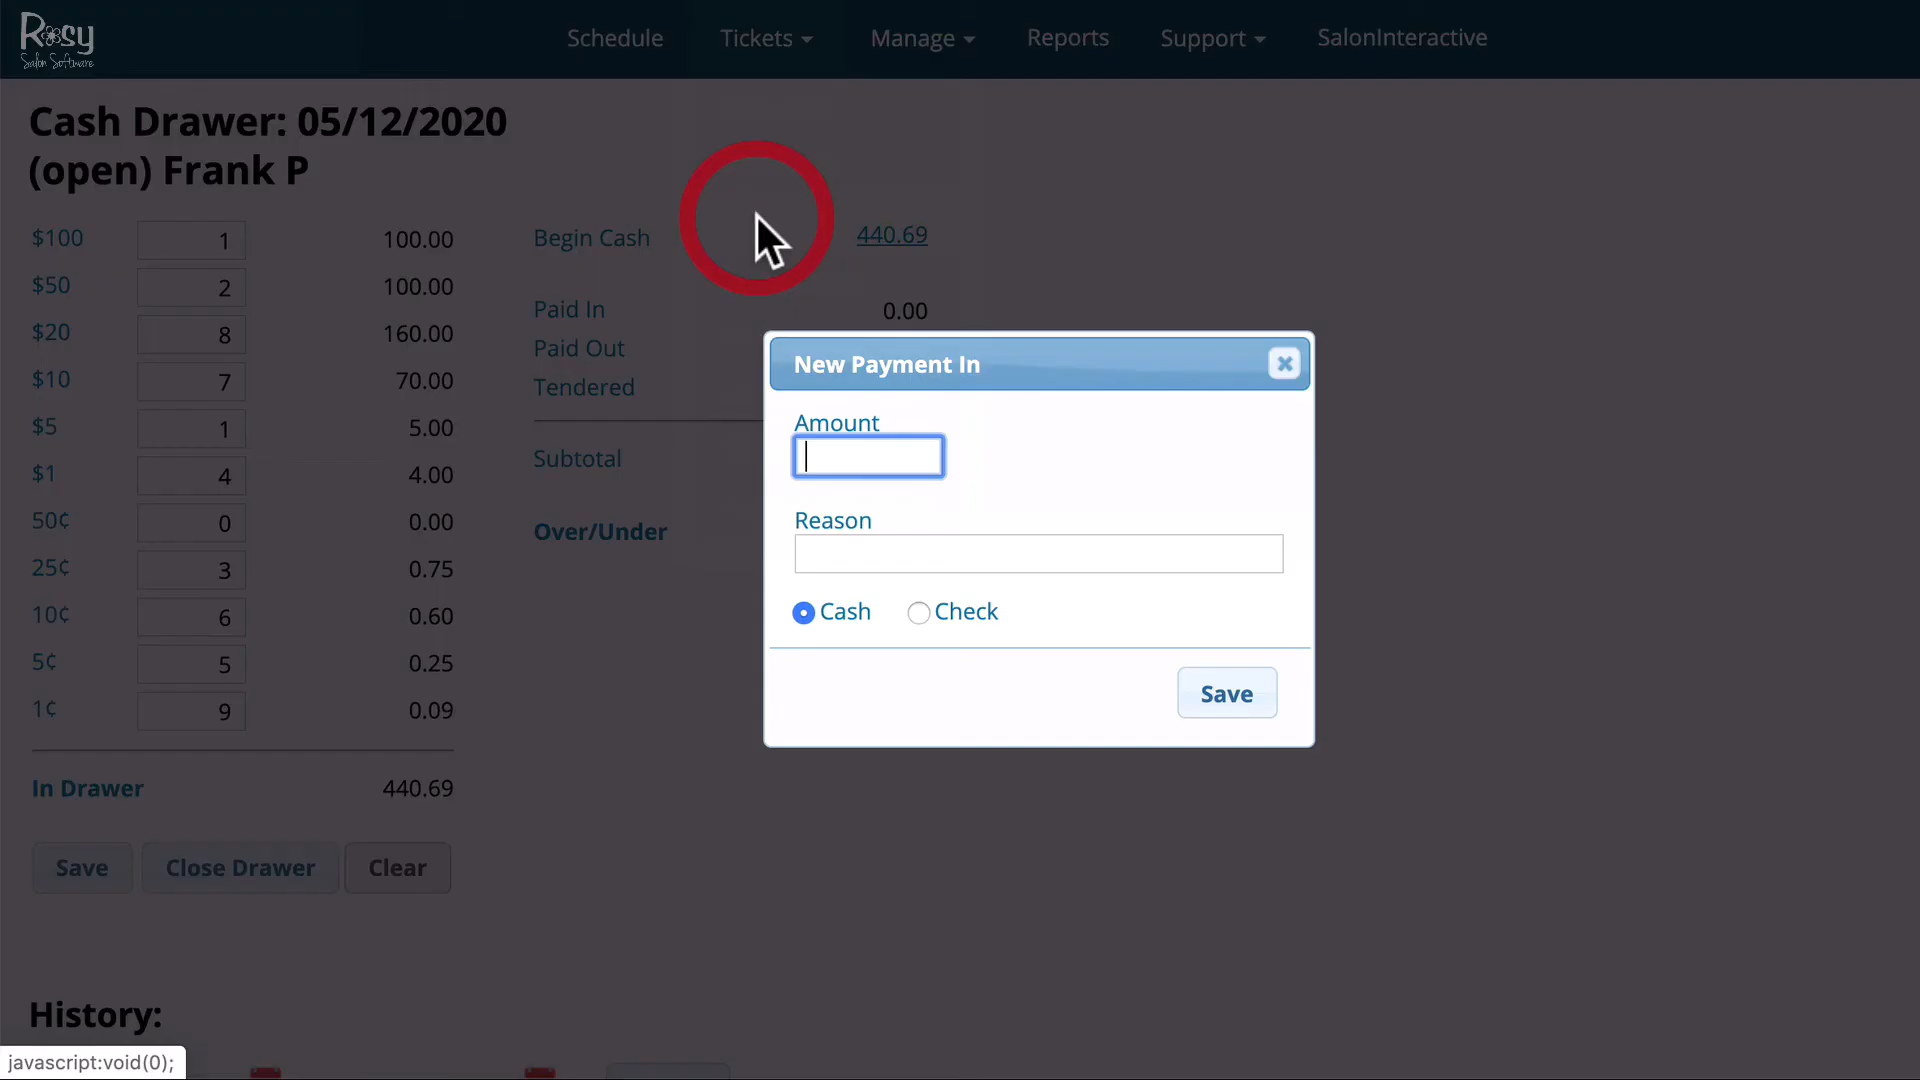 Rosy
Salon Software
Schedule
Tickets
Manage
Reports
Support
SalonInteractive
Cash Drawer: 05/12/2020
(open) Frank P
$100 1 100.00
$50 2 100.00
$20 8 160.00
$10 7 70.00
$5 1 5.00
$1 4 4.00
50¢ 0 0.00
25¢ 3 0.75
10¢ 6 0.60
5¢ 5 0.25
1¢ 9 0.09
In Drawer 440.69
Save
Close Drawer
Clear
Begin Cash 440.69
Paid In 0.00
Paid Out
Tendered
Subtotal
Over/Under
New Payment In
Amount
Reason
Cash
Check
Save
History:
javascript:void(0);